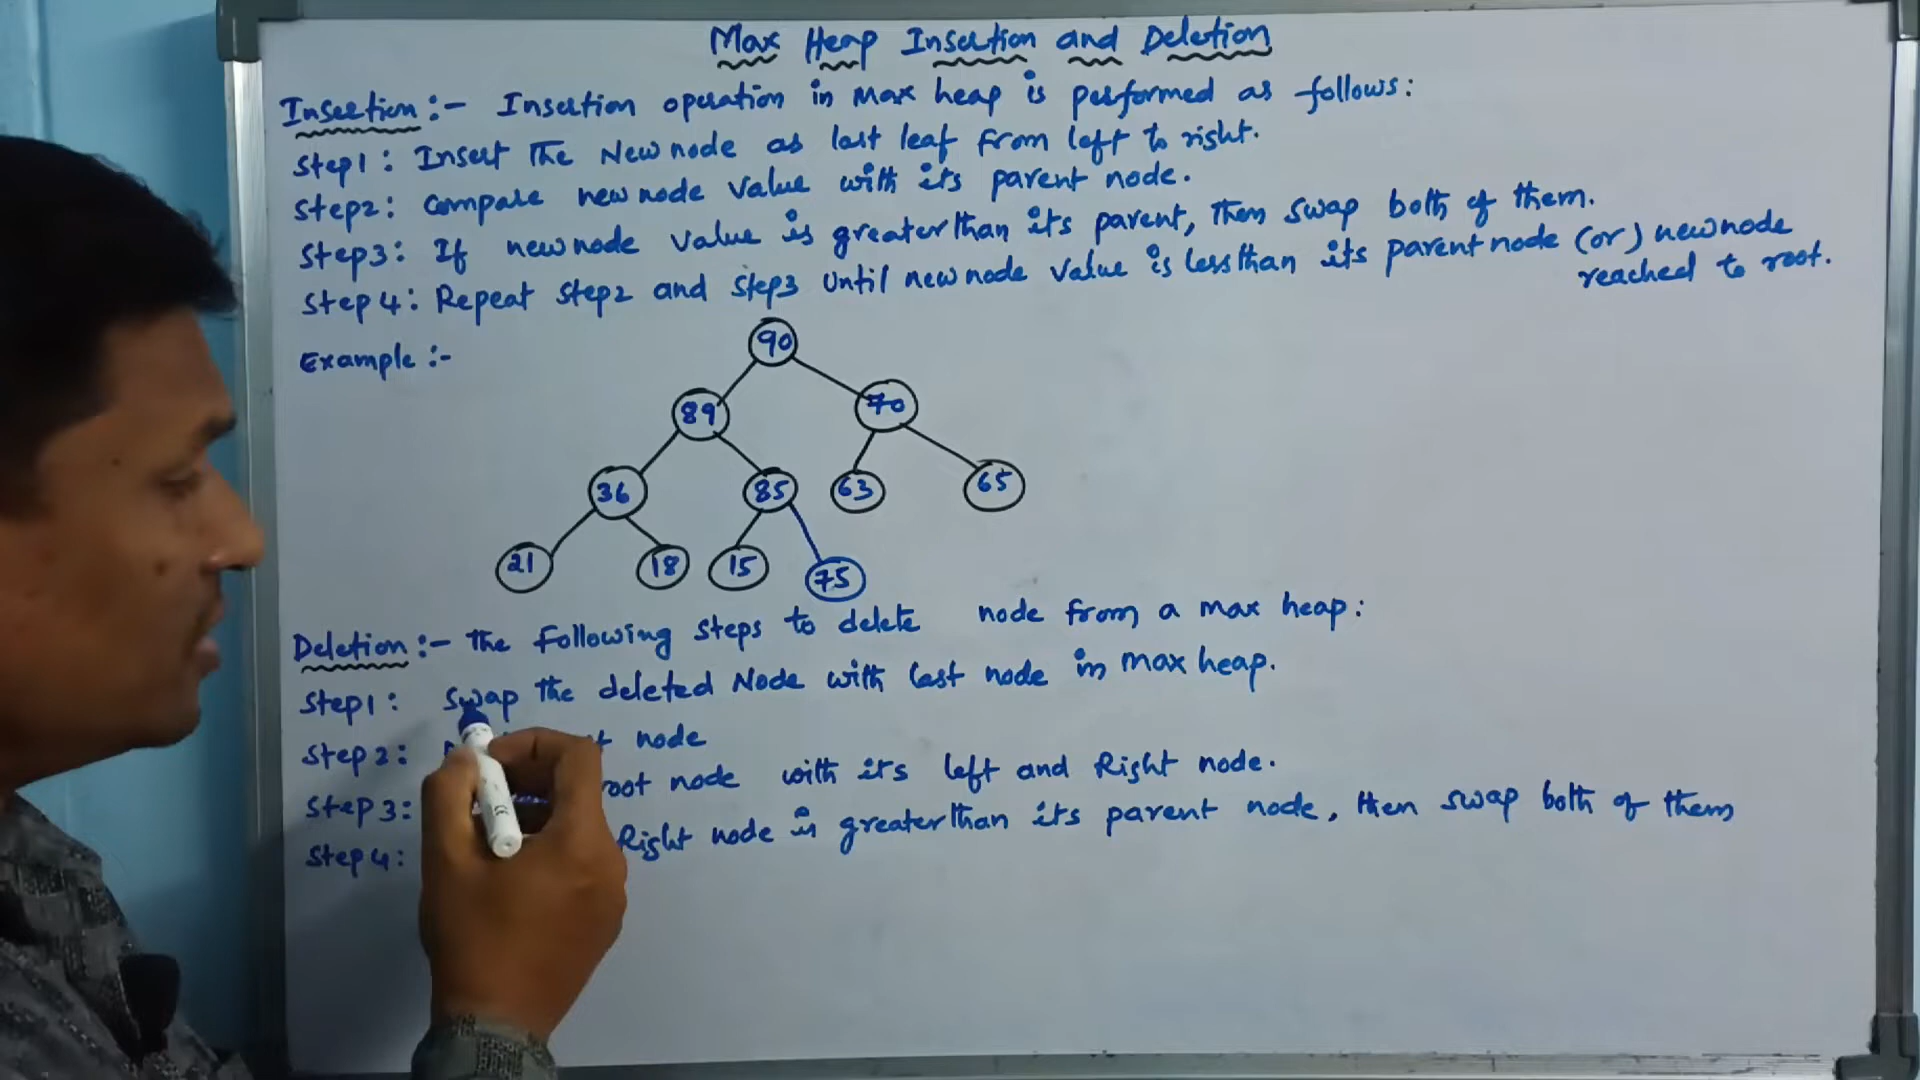 Max Heap Insertion and Deletion
Insertion :- Insertion operation in Max heap is performed as follows:
Step1: Insert The New node as last leaf from left to right.
Step2: Compare new node value with its parent node.
Step3: If new node value is greater than its parent, then swap both of them.
Step4: Repeat step2 and step3 until new node value is less than its parent node (or) new node
reached to root.
Example :-
90
89 70
36 85 63 65
21 18 15 75
Deletion :- The following steps to delete node from a max heap:
Step1: Swap the deleted Node with last node in max heap.
Step2: node
Step3: root node with its left and Right node.
Step4: Right node is greater than its parent node, then swap both of them